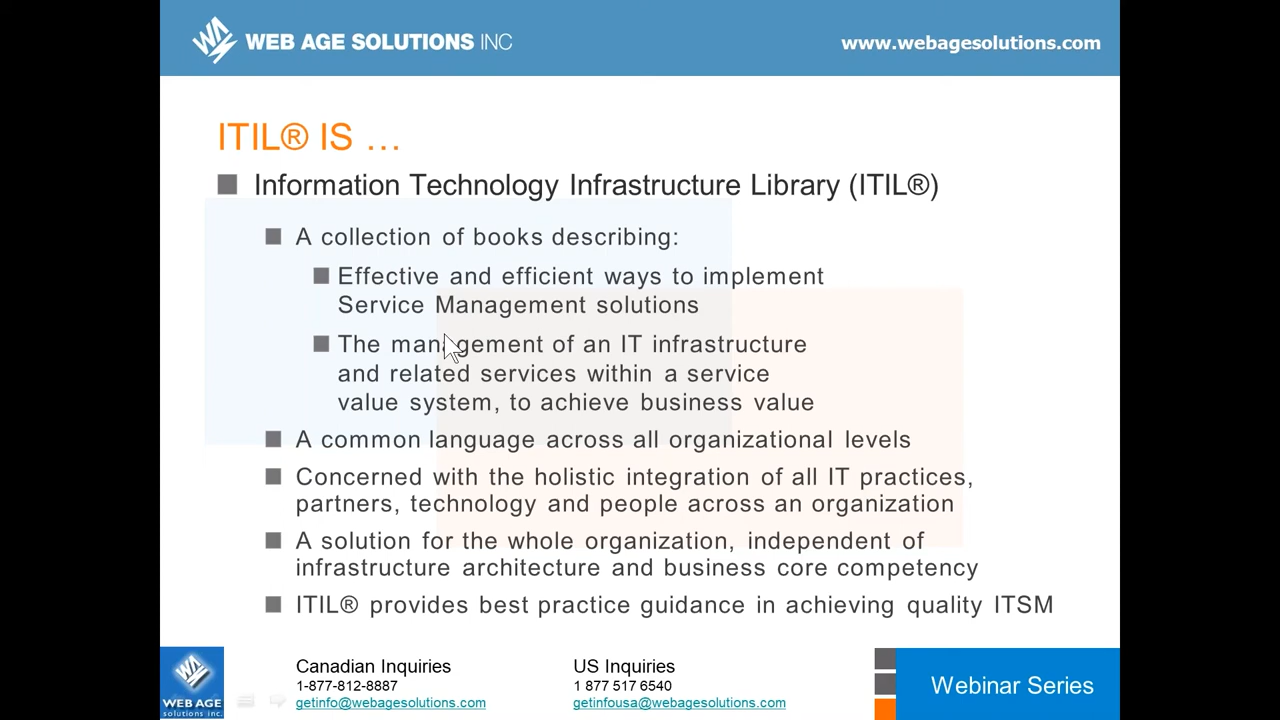 WEB AGE SOLUTIONS INC
www.webagesolutions.com
ITIL® IS …
Information Technology Infrastructure Library (ITIL®)
A collection of books describing:
Effective and efficient ways to implement
Service Management solutions
The management of an IT infrastructure
and related services within a service
value system, to achieve business value
A common language across all organizational levels
Concerned with the holistic integration of all IT practices,
partners, technology and people across an organization
A solution for the whole organization, independent of
infrastructure architecture and business core competency
ITIL® provides best practice guidance in achieving quality ITSM
WEB AGE
solutions inc.
Canadian Inquiries
1-877-812-8887
getinfo@webagesolutions.com
US Inquiries
1 877 517 6540
getinfousa@webagesolutions.com
Webinar Series